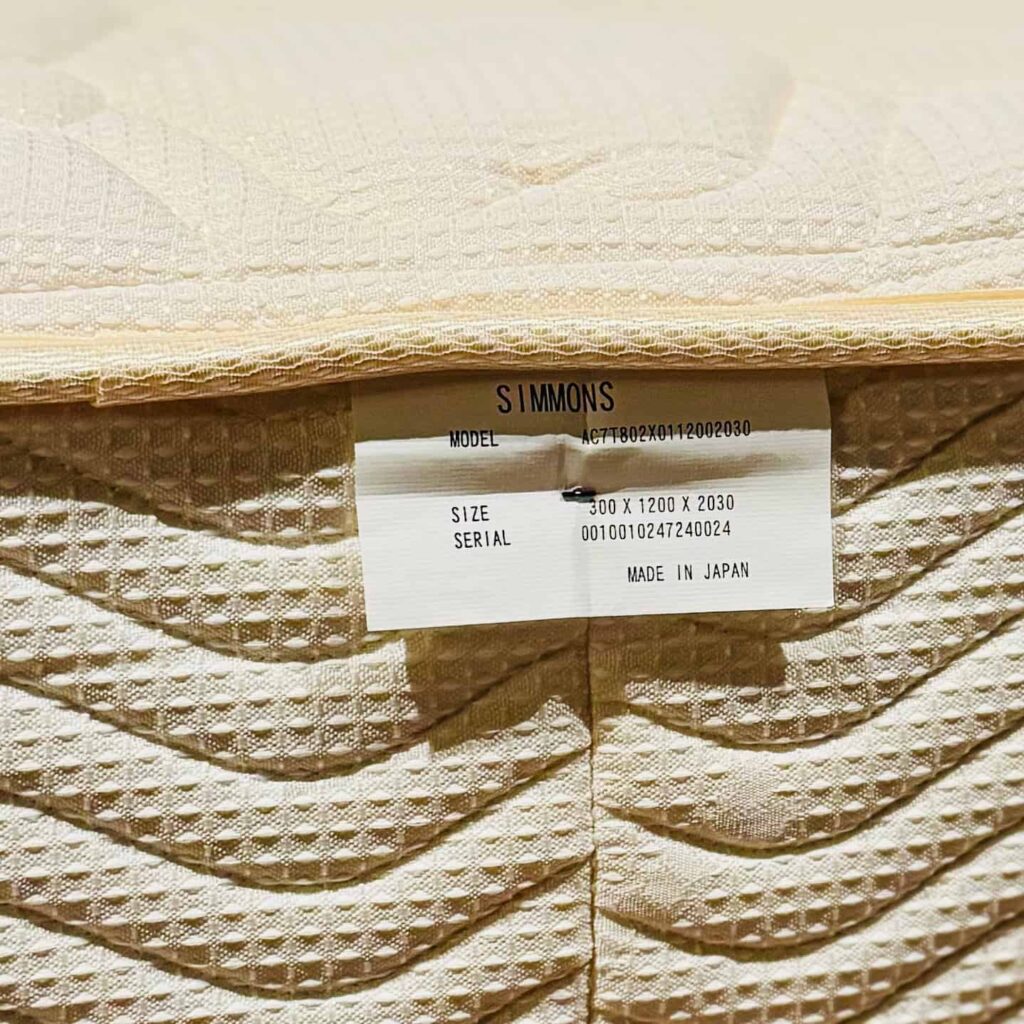 SIMMONS
MODEL AC7T802X0112002030
SIZE 300 X 1200 X 2030
SERIAL 0010010247240024
MADE IN JAPAN